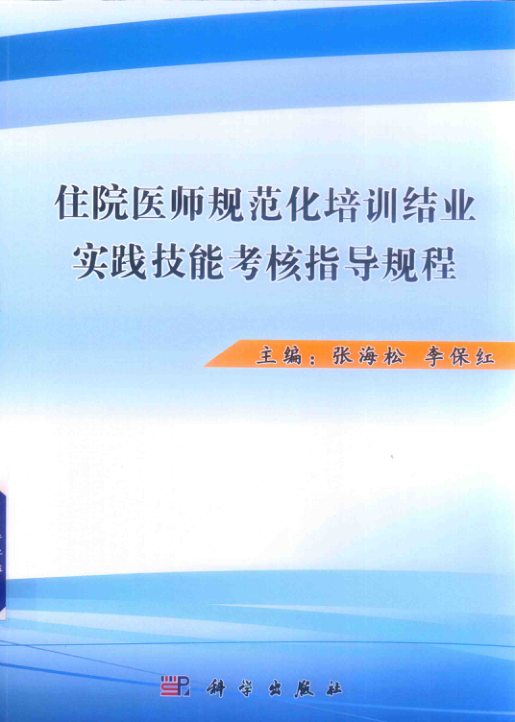 住院医师规范化培训结业
实践技能考核指导规程
主编：张海松 李保红
SP
科学出版社